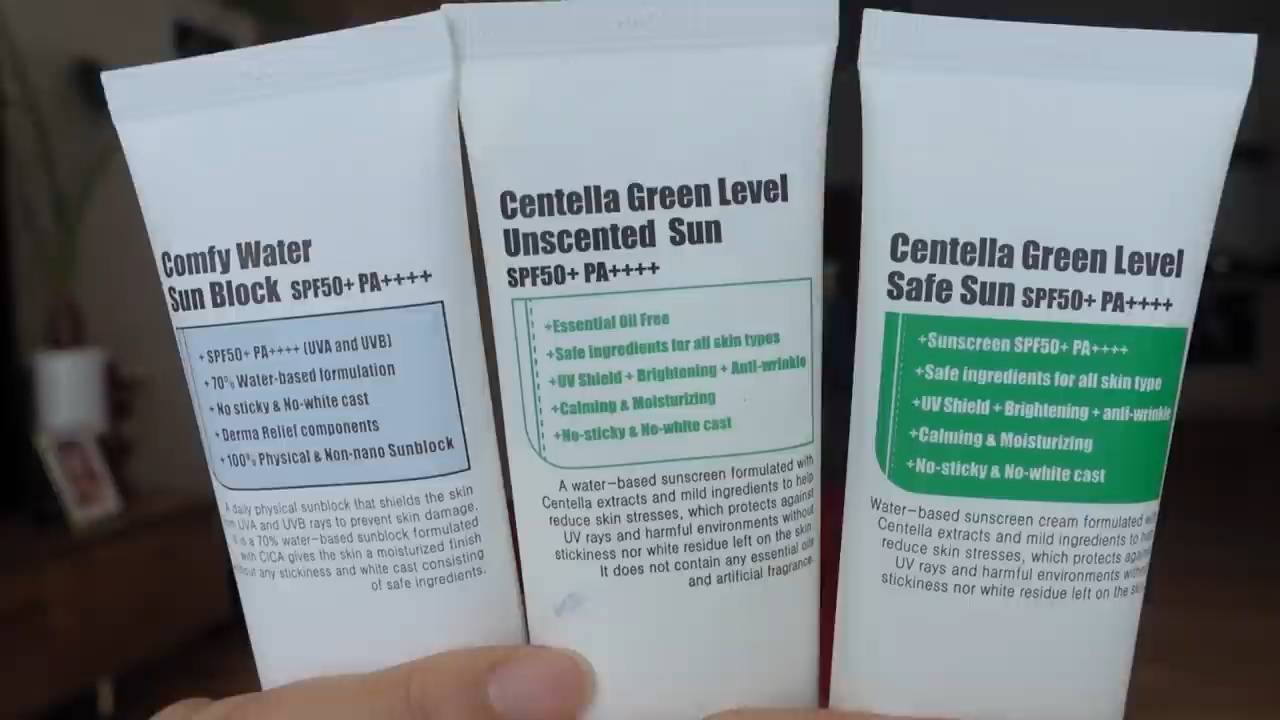 Comfy Water
Sun Block SPF50+ PA++++
+SPF50+ PA++++ (UVA and UVB)
+70% Water-based formulation
+No sticky & No-white cast
+Derma Relief components
+100% Physical & Non-nano Sunblock
A daily physical sunblock that shields the skin
UVA and UVB rays to prevent skin damage.
is a 70% water-based sunblock formulated
with CICA gives the skin a moisturized finish
any stickiness and white cast consisting
of safe ingredients.
Centella Green Level
Unscented Sun
SPF50+ PA++++
+Essential Oil Free
+Safe ingredients for all skin types
+UV Shield + Brightening + Anti-wrinkle
+Calming & Moisturizing
+No-sticky & No-white cast
A water-based sunscreen formulated with
Centella extracts and mild ingredients to help
reduce skin stresses, which protects against
UV rays and harmful environments without
stickiness nor white residue left on the skin.
It does not contain any essential oils
and artificial fragrance.
Centella Green Level
Safe Sun SPF50+ PA++++
+Sunscreen SPF50+ PA++++
+Safe ingredients for all skin type
+UV Shield + Brightening + anti-wrinkle
+Calming & Moisturizing
+No-sticky & No-white cast
Water-based sunscreen cream formulated
Centella extracts and mild ingredients to
reduce skin stresses, which protects
UV rays and harmful environments
stickiness nor white residue left on the